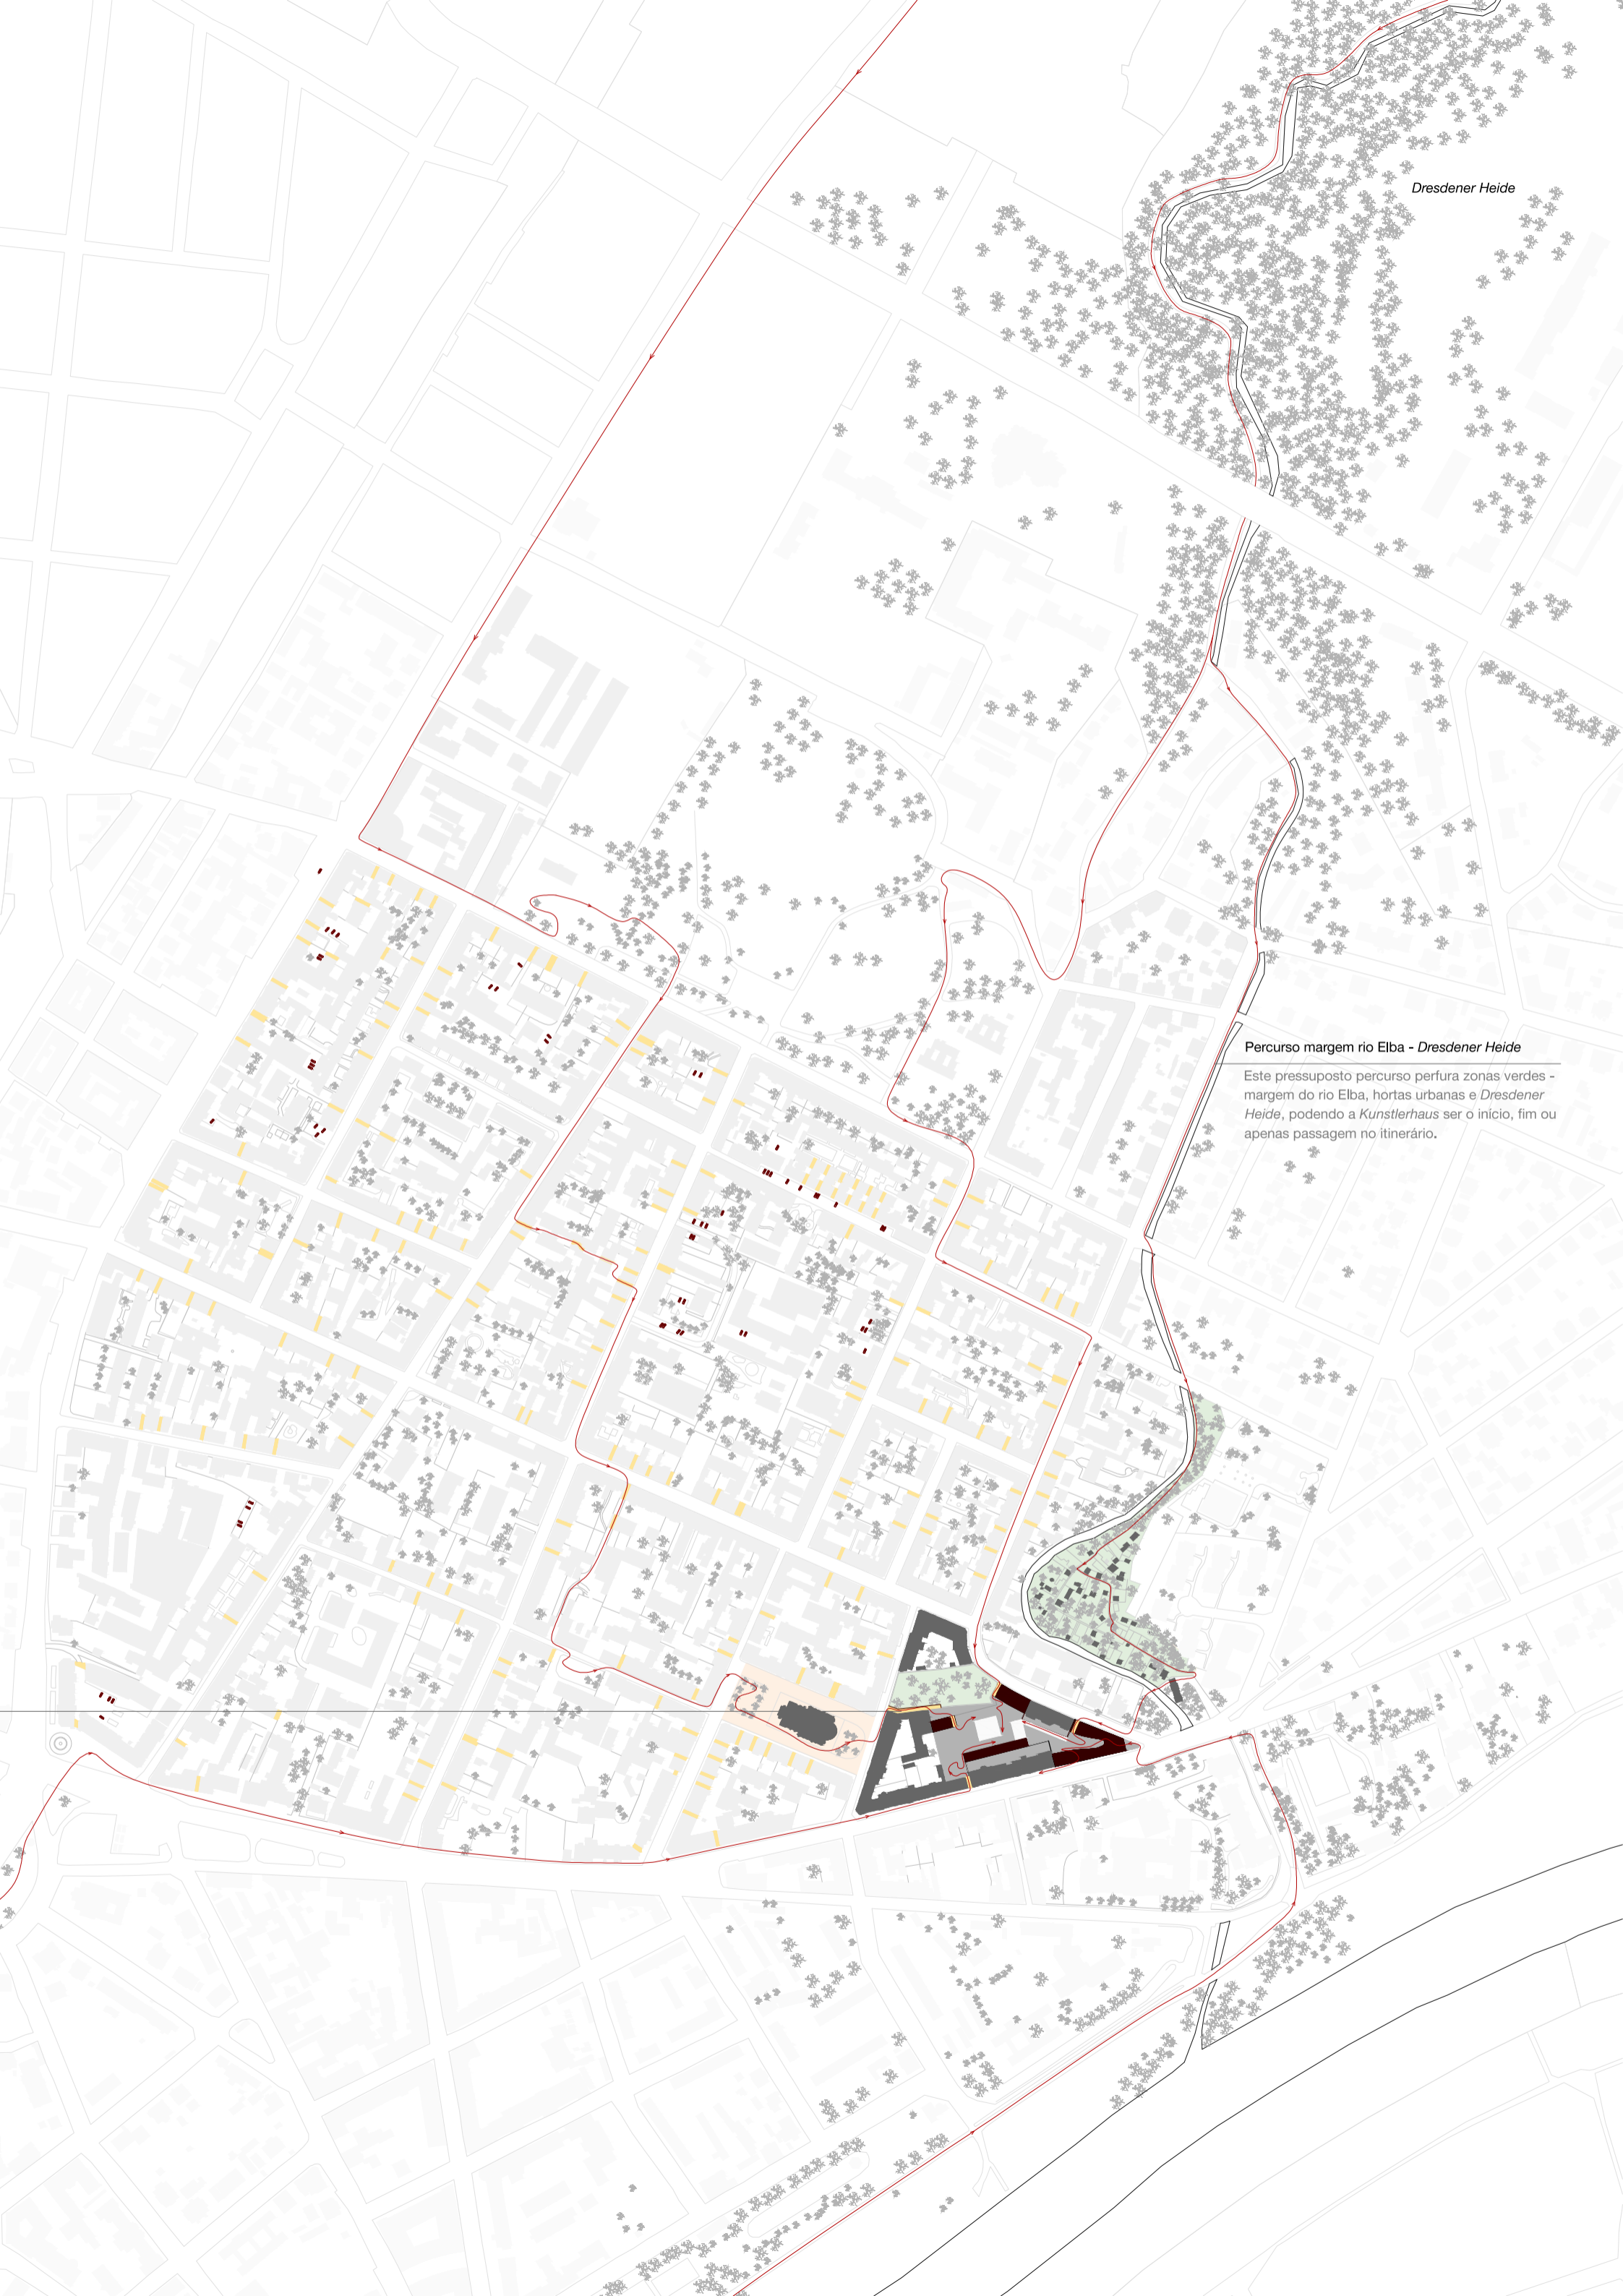 Dresdener Heide
Percurso margem rio Elba - Dresdener Heide
Este pressuposto percurso perfura zonas verdes -
margem do rio Elba, hortas urbanas e Dresdener
Heide, podendo a Kunstlerhaus ser o início, fim ou
apenas passagem no itinerário.